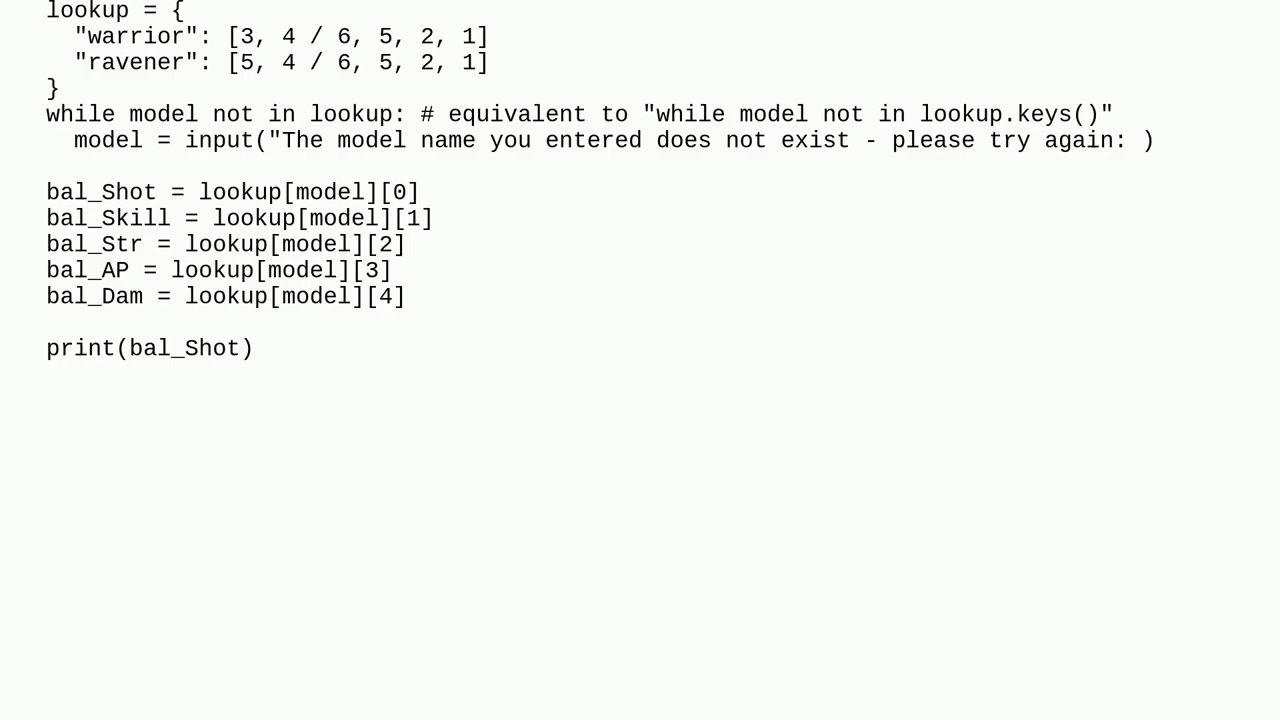 lookup = {
  "warrior": [3, 4 / 6, 5, 2, 1]
  "ravener": [5, 4 / 6, 5, 2, 1]
}
while model not in lookup: # equivalent to "while model not in lookup.keys()"
  model = input("The model name you entered does not exist - please try again: )

bal_Shot = lookup[model][0]
bal_Skill = lookup[model][1]
bal_Str = lookup[model][2]
bal_AP = lookup[model][3]
bal_Dam = lookup[model][4]

print(bal_Shot)